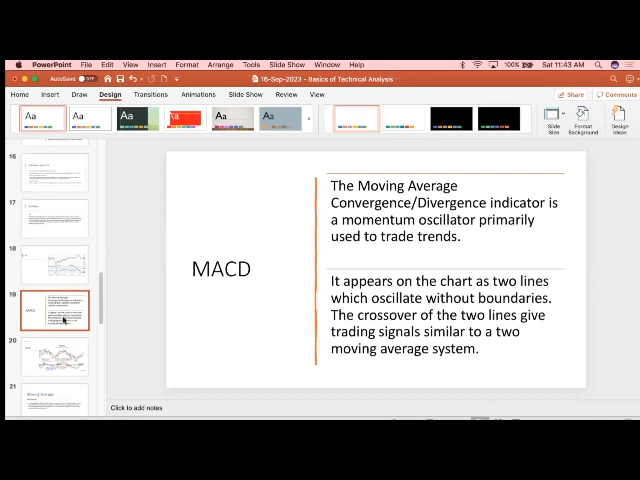 PowerPoint File Edit View Insert Format Arrange Tools Slide Show Window Help 100% Sat 11:43 AM
AutoSave OFF 16-Sep-2023 - Basics of Technical Analysis
Home Insert Draw Design Transitions Animations Slide Show Review View Share Comments
Aa Aa Aa Aa Aa Aa
Slide Size
Format Background
Design Ideas
16
17
18
19
MACD
20
21
Moving Average
MACD
The Moving Average
Convergence/Divergence indicator is
a momentum oscillator primarily
used to trade trends.
It appears on the chart as two lines
which oscillate without boundaries.
The crossover of the two lines give
trading signals similar to a two
moving average system.
Click to add notes